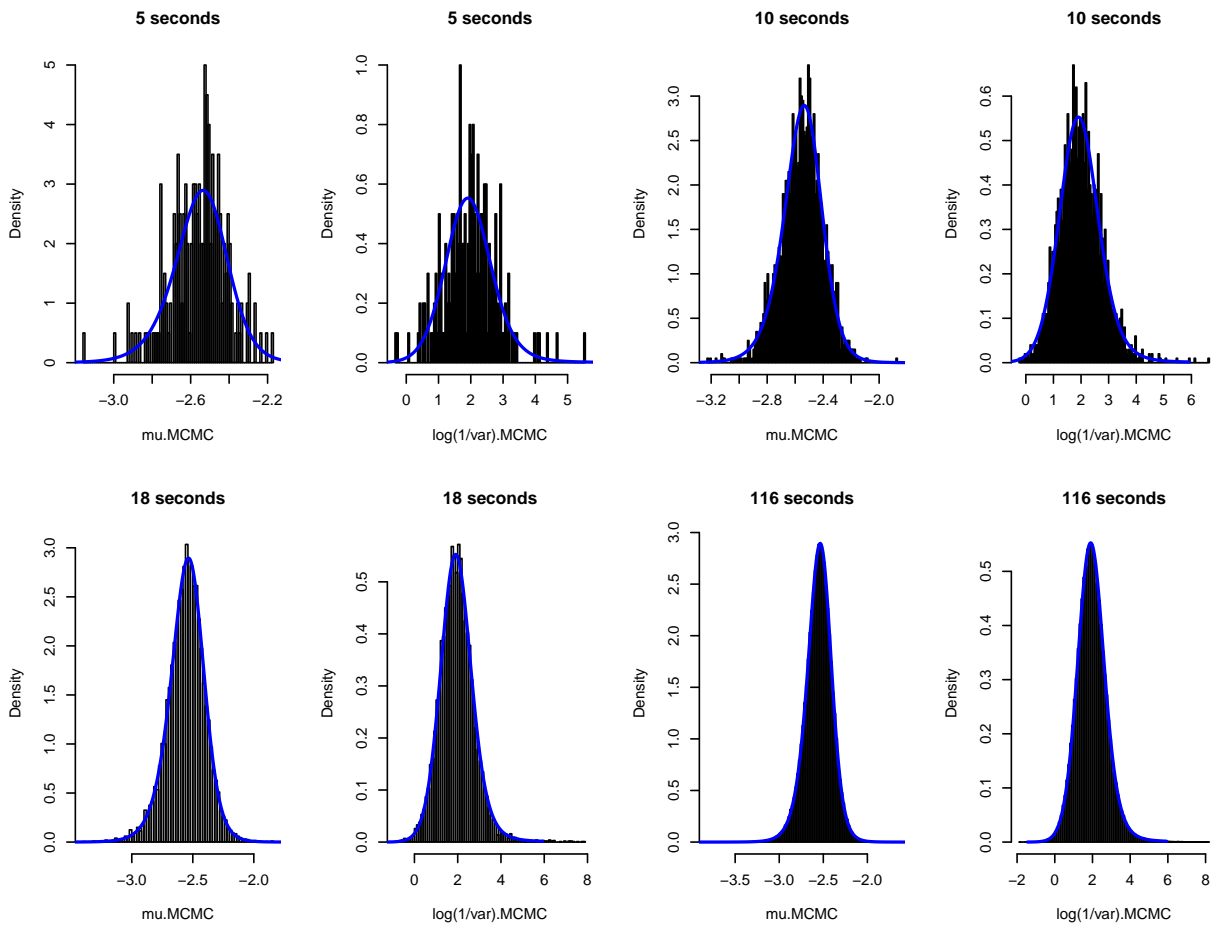 5 seconds
5 seconds
10 seconds
10 seconds
Density
0 1 2 3 4 5
−3.0 −2.6 −2.2
mu.MCMC
Density
0.0 0.2 0.4 0.6 0.8 1.0
0 1 2 3 4 5
log(1/var).MCMC
Density
0.0 0.5 1.0 1.5 2.0 2.5 3.0
−3.2 −2.8 −2.4 −2.0
mu.MCMC
Density
0.0 0.1 0.2 0.3 0.4 0.5 0.6
0 1 2 3 4 5 6
log(1/var).MCMC
18 seconds
18 seconds
116 seconds
116 seconds
Density
0.0 0.5 1.0 1.5 2.0 2.5 3.0
−3.0 −2.5 −2.0
mu.MCMC
Density
0.0 0.1 0.2 0.3 0.4 0.5
0 2 4 6 8
log(1/var).MCMC
Density
0.0 0.5 1.0 1.5 2.0 2.5 3.0
−3.5 −3.0 −2.5 −2.0
mu.MCMC
Density
0.0 0.1 0.2 0.3 0.4 0.5
−2 0 2 4 6 8
log(1/var).MCMC